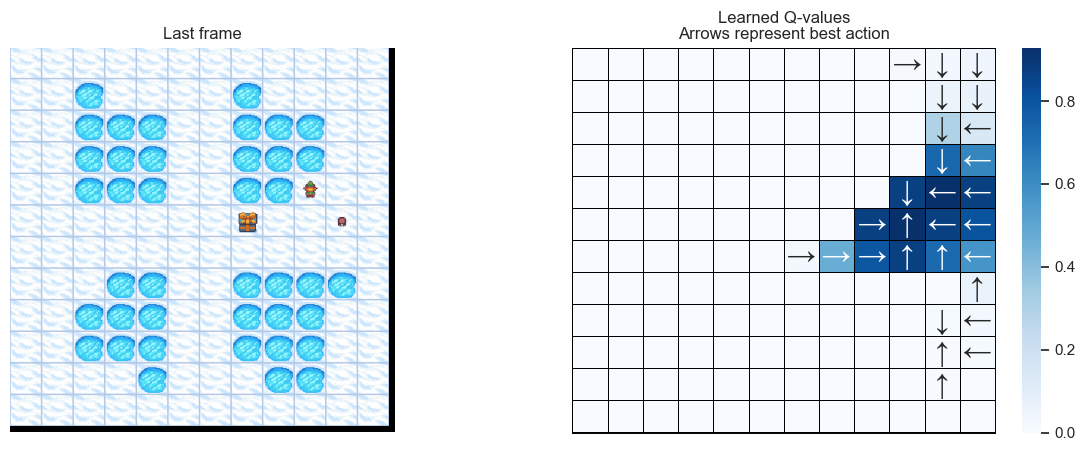 Last frame
Learned Q-values
Arrows represent best action
→ ↓ ↓
↓ ↓
↓ ←
↓ ←
↓ ← ←
→ ↑ ← ←
→ → → ↑ ↑ ←
↑
↓ ←
↑ ←
↑
0.8
0.6
0.4
0.2
0.0